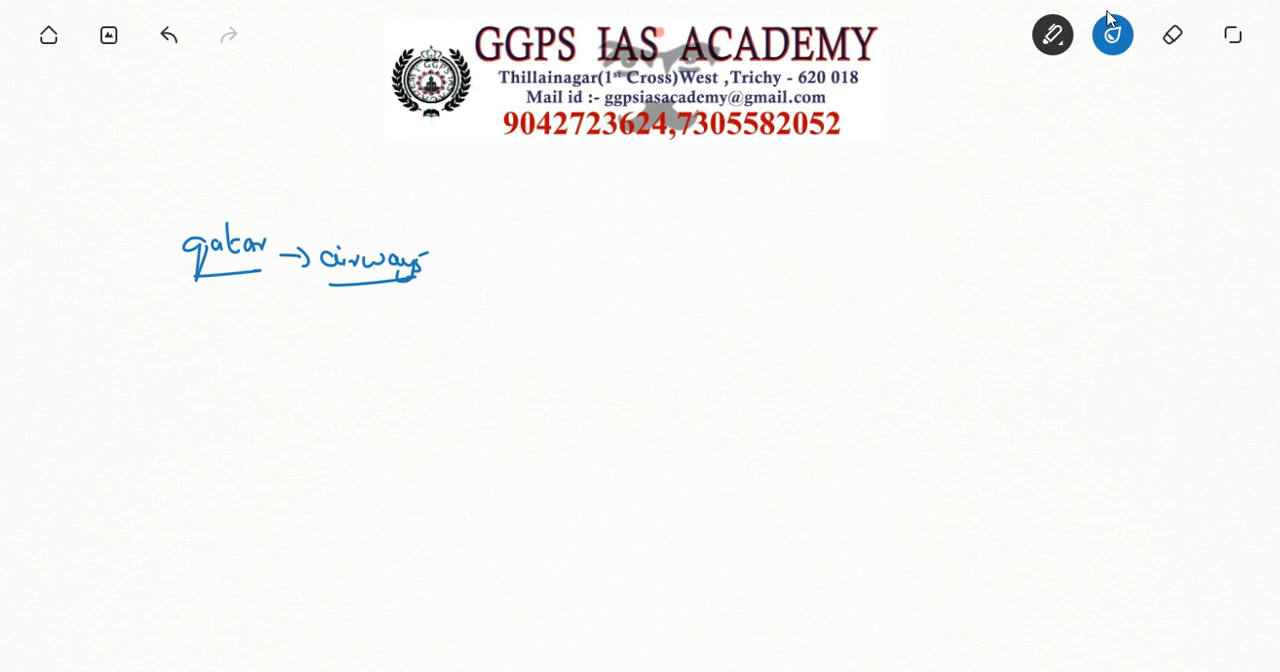 GGPS IAS ACADEMY
Thillainagar(1st Cross)West ,Trichy - 620 018
Mail id :- ggpsiasacademy@gmail.com
9042723624,7305582052
qatar → airways